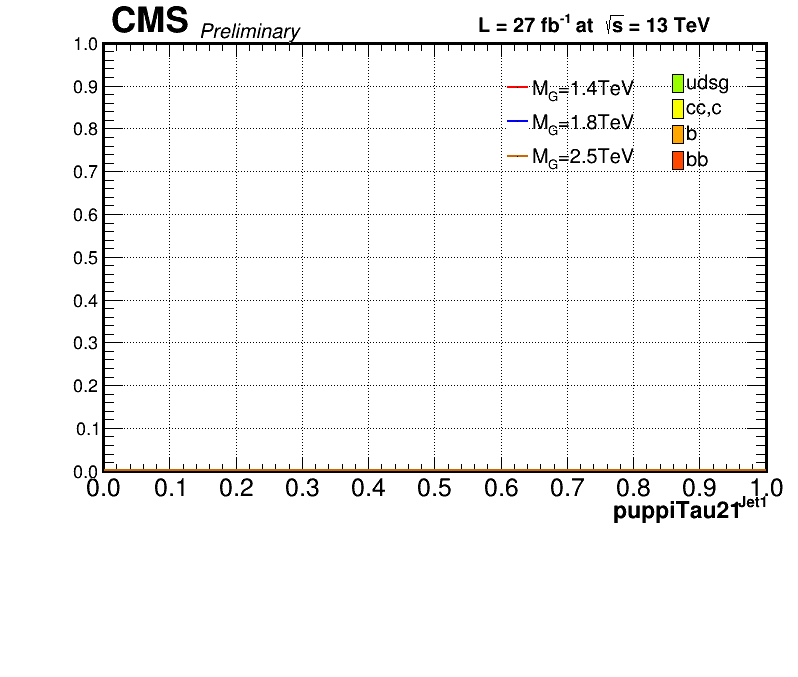 CMS Preliminary L = 27 fb⁻¹ at √s = 13 TeV
1.0
0.9
0.8
0.7
0.6
0.5
0.4
0.3
0.2
0.1
0.0
M_G=1.4TeV
M_G=1.8TeV
M_G=2.5TeV
udsg
cc,c
b
bb
0.0 0.1 0.2 0.3 0.4 0.5 0.6 0.7 0.8 0.9 1.0
puppiTau21^Jet1